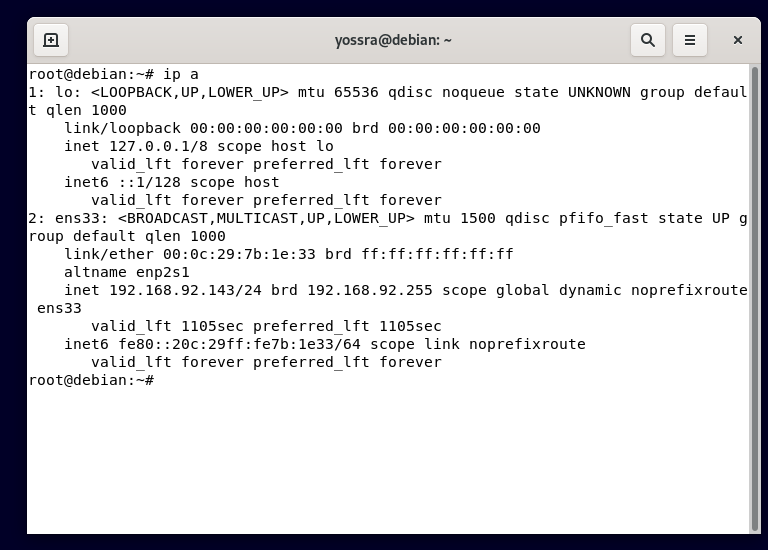 yossra@debian: ~
root@debian:~# ip a
1: lo: <LOOPBACK,UP,LOWER_UP> mtu 65536 qdisc noqueue state UNKNOWN group defaul
t qlen 1000
    link/loopback 00:00:00:00:00:00 brd 00:00:00:00:00:00
    inet 127.0.0.1/8 scope host lo
       valid_lft forever preferred_lft forever
    inet6 ::1/128 scope host
       valid_lft forever preferred_lft forever
2: ens33: <BROADCAST,MULTICAST,UP,LOWER_UP> mtu 1500 qdisc pfifo_fast state UP g
roup default qlen 1000
    link/ether 00:0c:29:7b:1e:33 brd ff:ff:ff:ff:ff:ff
    altname enp2s1
    inet 192.168.92.143/24 brd 192.168.92.255 scope global dynamic noprefixroute
 ens33
       valid_lft 1105sec preferred_lft 1105sec
    inet6 fe80::20c:29ff:fe7b:1e33/64 scope link noprefixroute
       valid_lft forever preferred_lft forever
root@debian:~#